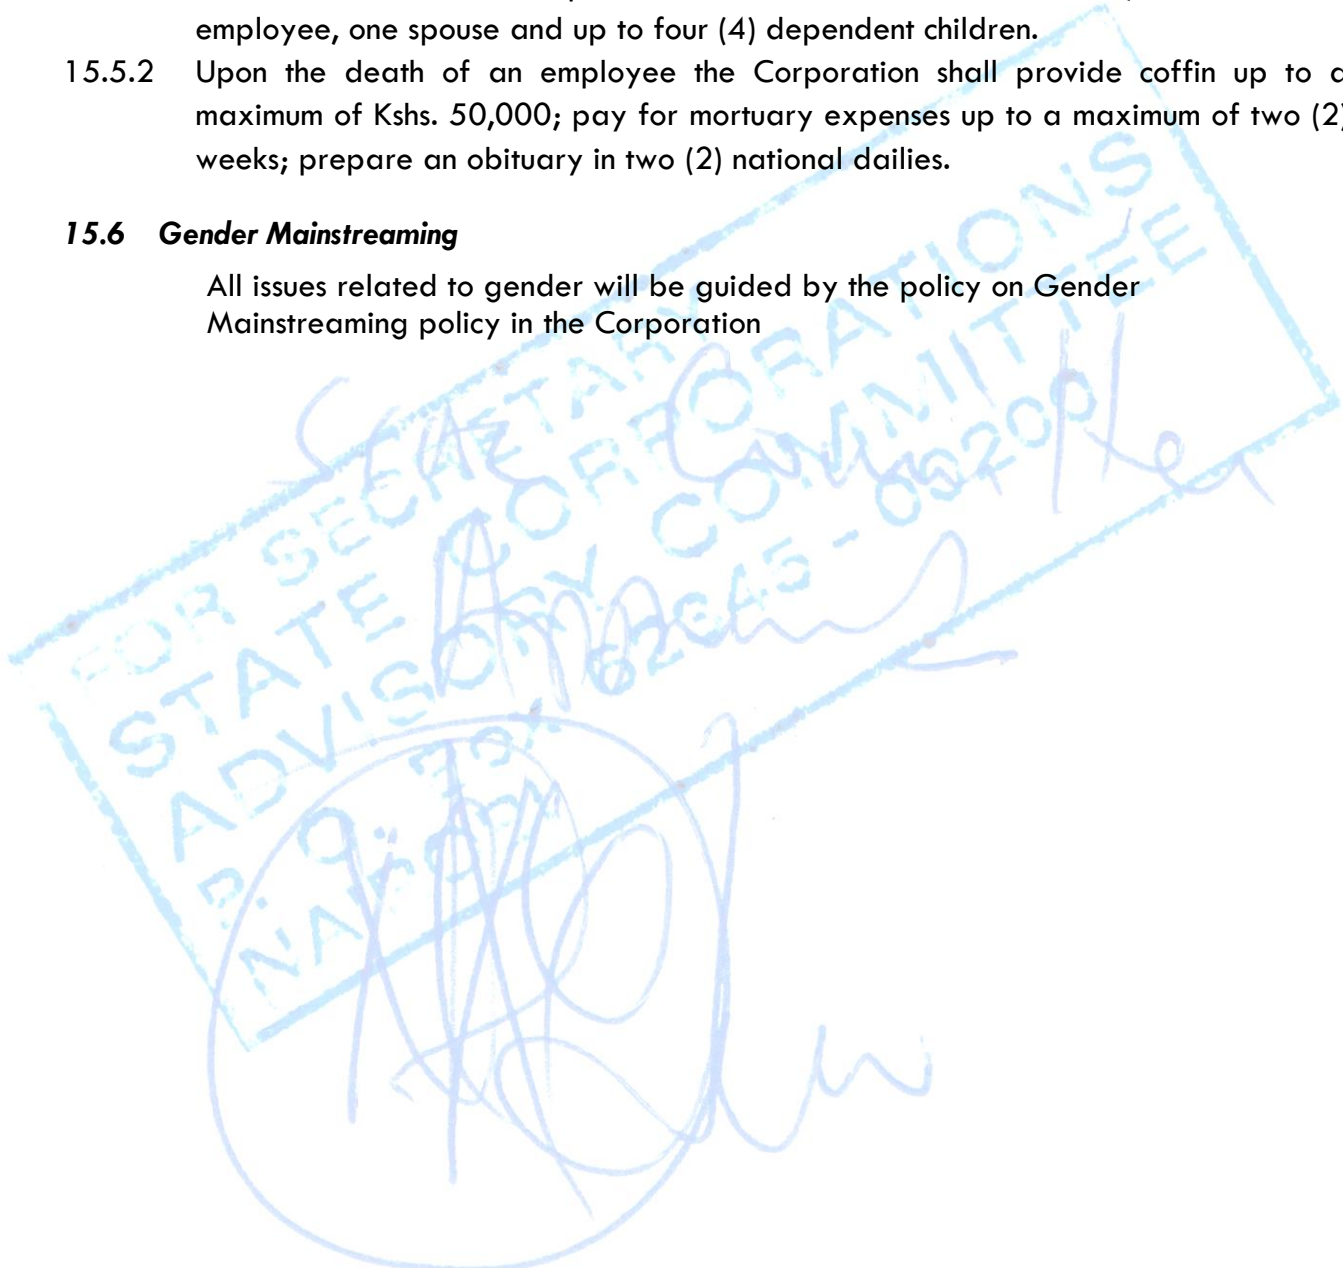 employee, one spouse and up to four (4) dependent children.
15.5.2 Upon the death of an employee the Corporation shall provide coffin up to a
maximum of Kshs. 50,000; pay for mortuary expenses up to a maximum of two (2)
weeks; prepare an obituary in two (2) national dailies.
15.6 Gender Mainstreaming
All issues related to gender will be guided by the policy on Gender
Mainstreaming policy in the Corporation
FOR SECRETARY
STATE CORPORATIONS
ADVISORY COMMITTEE